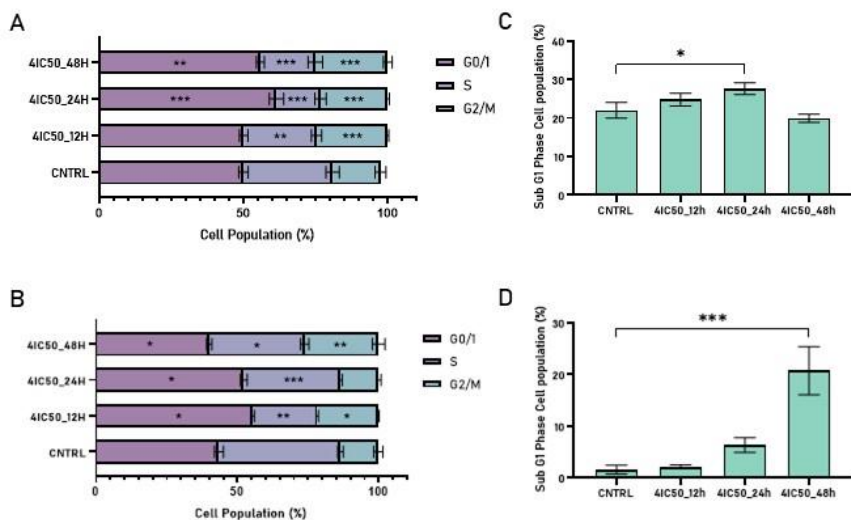 A
4IC50_48H
** *** ***
4IC50_24H
*** *** ***
4IC50_12H
** ***
CNTRL
0 50 100
Cell Population (%)
G0/1
S
G2/M
C
Sub G1 Phase Cell population (%)
40
30
20
10
0
*
CNTRL 4IC50_12h 4IC50_24h 4IC50_48h
B
4IC50_48H
* * **
4IC50_24H
* ***
4IC50_12H
* ** *
CNTRL
0 50 100
Cell Population (%)
G0/1
S
G2/M
D
Sub G1 Phase Cell population (%)
30
20
10
0
***
CNTRL 4IC50_12h 4IC50_24h 4IC50_48h